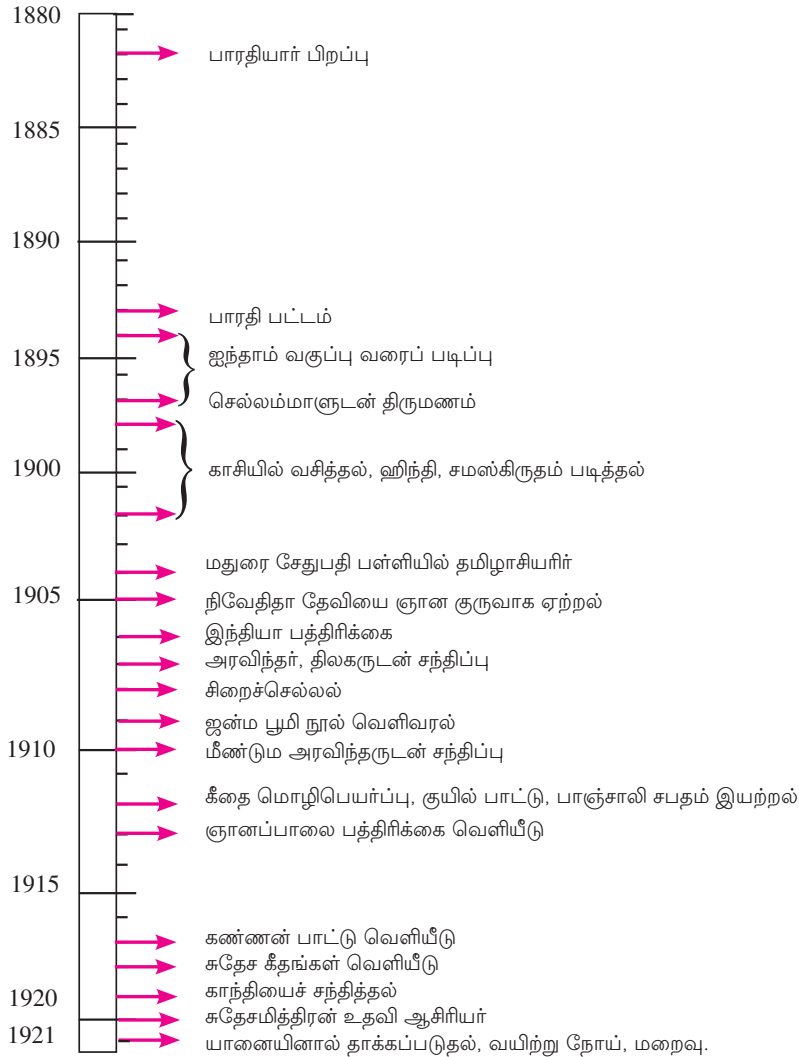 1880
பாரதியார் பிறப்பு
1885
1890
பாரதி பட்டம்
1895
ஐந்தாம் வகுப்பு வரைப் படிப்பு
செல்லம்மாளுடன் திருமணம்
1900
காசியில் வசித்தல், ஹிந்தி, சமஸ்கிருதம் படித்தல்
மதுரை சேதுபதி பள்ளியில் தமிழாசியரிர்
1905
நிவேதிதா தேவியை ஞான குருவாக ஏற்றல்
இந்தியா பத்திரிக்கை
அரவிந்தர், திலகருடன் சந்திப்பு
சிறைச்செல்லல்
ஜன்ம பூமி நூல் வெளிவரல்
1910
மீண்டும அரவிந்தருடன் சந்திப்பு
கீதை மொழிபெயர்ப்பு, குயில் பாட்டு, பாஞ்சாலி சபதம் இயற்றல்
ஞானப்பாலை பத்திரிக்கை வெளியீடு
1915
கண்ணன் பாட்டு வெளியீடு
சுதேச கீதங்கள் வெளியீடு
1920
காந்தியைச் சந்தித்தல்
சுதேசமித்திரன் உதவி ஆசிரியர்
1921
யானையினால் தாக்கப்படுதல், வயிற்று நோய், மறைவு.